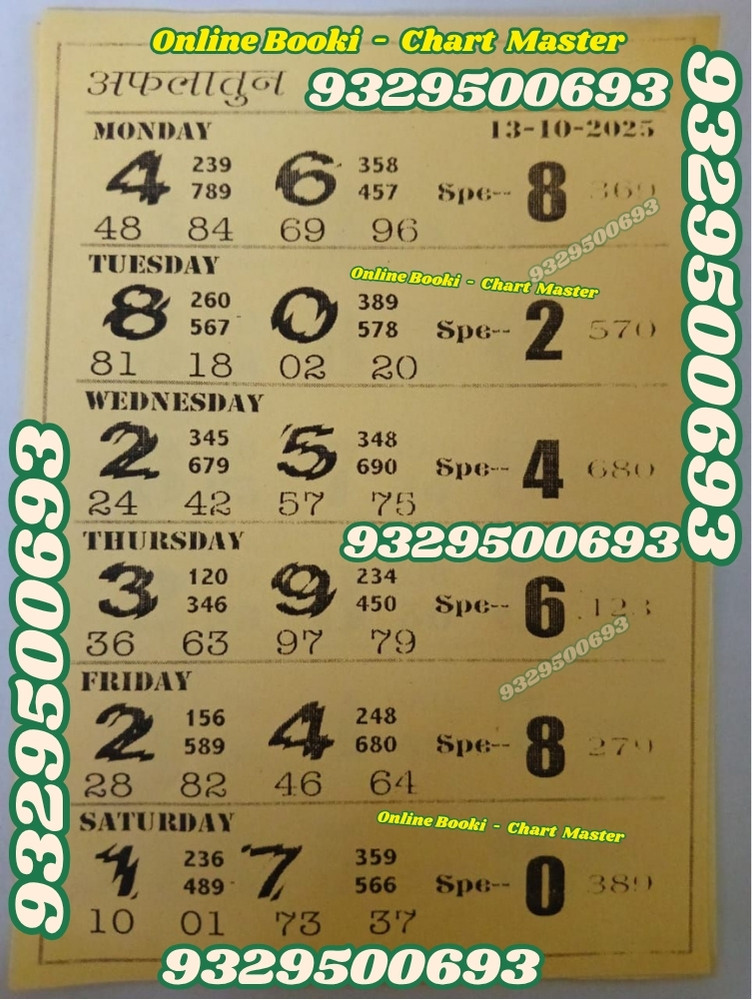 Online Booki - Chart Master
अफलातुन 9329500693
MONDAY 13-10-2025
4 239 6 358 Spe-- 8 369
789 457
48 84 69 96
9329500693
TUESDAY
Online Booki - Chart Master
8 260 0 389 Spe-- 2 570
567 578
81 18 02 20
WEDNESDAY
2 345 5 348 Spe-- 4 680
679 690
24 42 57 75
THURSDAY 9329500693
3 120 9 234 Spe-- 6 123
346 450
36 63 97 79
9329500693
FRIDAY
2 156 4 248 Spe-- 8 279
589 680
28 82 46 64
SATURDAY
Online Booki - Chart Master
1 236 7 359 Spe-- 0 389
489 566
10 01 73 37
9329500693
9329500693
9329500693